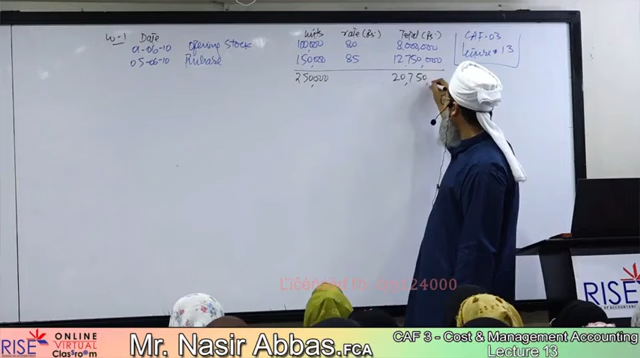 W-1 Date Units rate (Rs.) Total (Rs.) CAF-03
01-06-10 opening stock 100,000 80 8,000,000 Lecture # 13
05-06-10 Purchase 150,000 85 12,750,000
250,000 20,750
RISE
RISE
ONLINE VIRTUAL Classroom
Mr. Nasir Abbas.FCA
CAF 3 - Cost & Management Accounting
Lecture 13